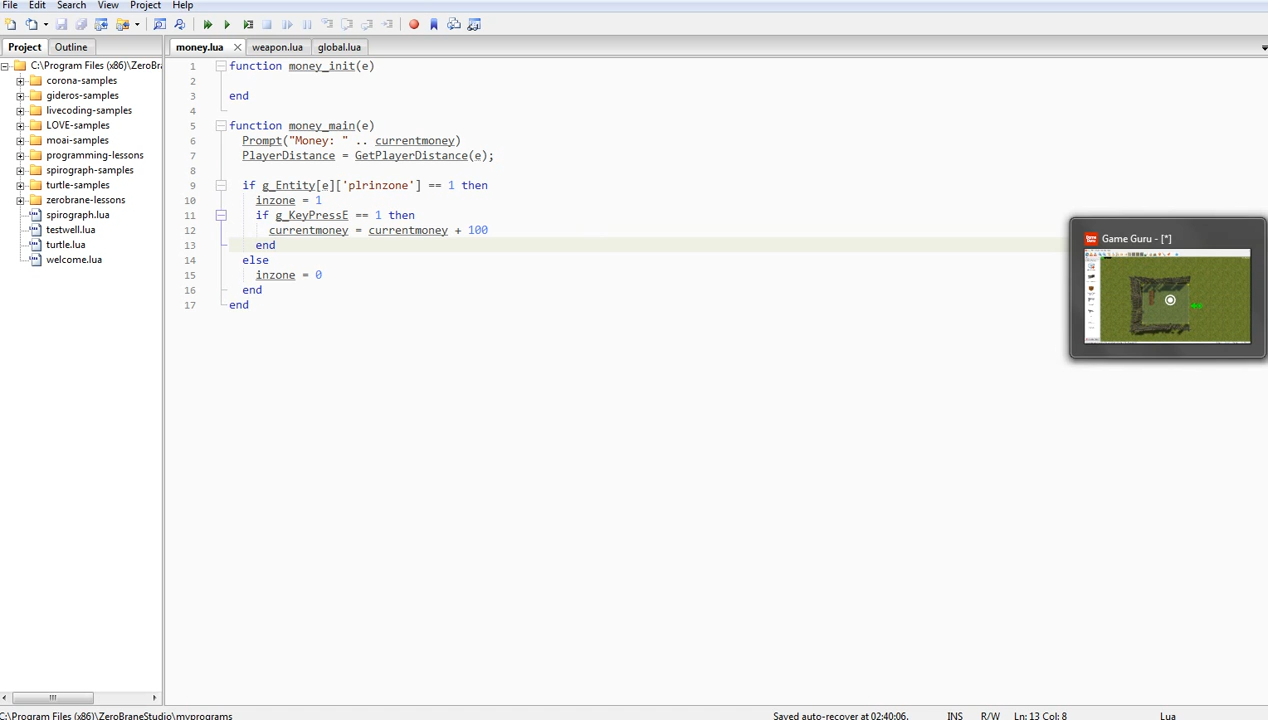 File Edit Search View Project Help
Project Outline
money.lua weapon.lua global.lua
C:\Program Files (x86)\ZeroBra
corona-samples
gideros-samples
livecoding-samples
LOVE-samples
moai-samples
programming-lessons
spirograph-samples
turtle-samples
zerobrane-lessons
spirograph.lua
testwell.lua
turtle.lua
welcome.lua
1 function money_init(e)
2
3 end
4
5 function money_main(e)
6 Prompt("Money: " .. currentmoney)
7 PlayerDistance = GetPlayerDistance(e);
8
9 if g_Entity[e]['plrinzone'] == 1 then
10 inzone = 1
11 if g_KeyPressE == 1 then
12 currentmoney = currentmoney + 100
13 end
14 else
15 inzone = 0
16 end
17 end
Game Guru - [*]
C:\Program Files (x86)\ZeroBraneStudio\myprograms Saved auto-recover at 02:40:06. INS R/W Ln: 13 Col: 8 Lua